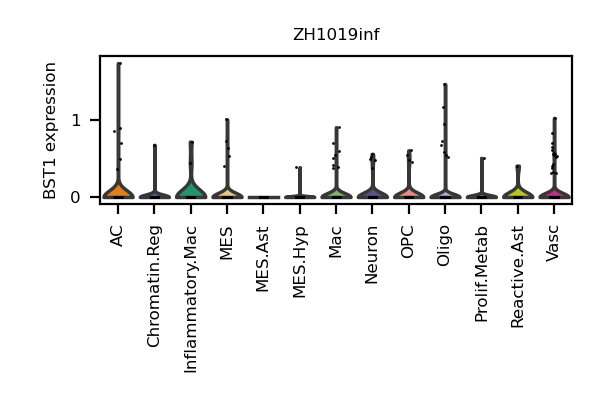 ZH1019inf
BST1 expression
1
0
AC
Chromatin.Reg
Inflammatory.Mac
MES
MES.Ast
MES.Hyp
Mac
Neuron
OPC
Oligo
Prolif.Metab
Reactive.Ast
Vasc